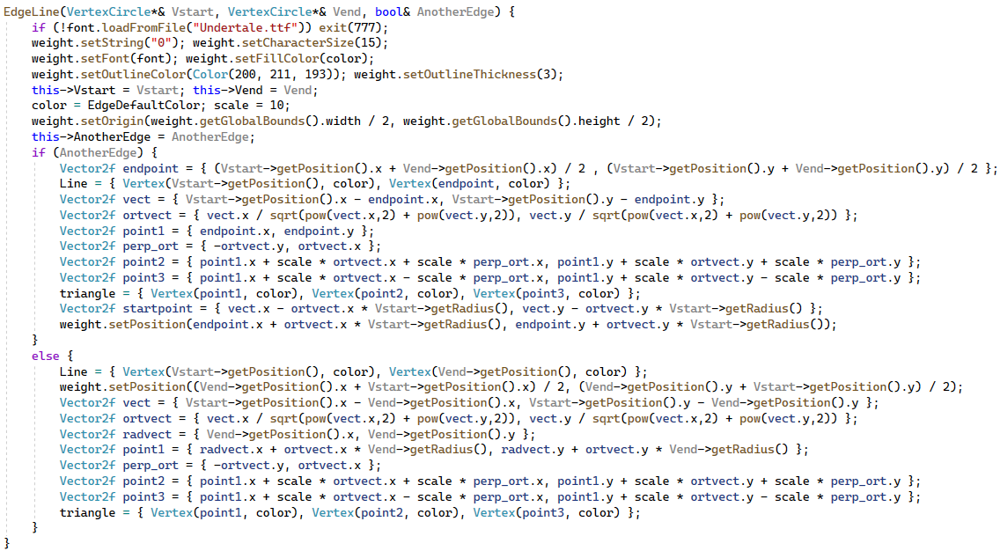 EdgeLine(VertexCircle*& Vstart, VertexCircle*& Vend, bool& AnotherEdge) {
    if (!font.loadFromFile("Undertale.ttf")) exit(777);
    weight.setString("0"); weight.setCharacterSize(15);
    weight.setFont(font); weight.setFillColor(color);
    weight.setOutlineColor(Color(200, 211, 193)); weight.setOutlineThickness(3);
    this->Vstart = Vstart; this->Vend = Vend;
    color = EdgeDefaultColor; scale = 10;
    weight.setOrigin(weight.getGlobalBounds().width / 2, weight.getGlobalBounds().height / 2);
    this->AnotherEdge = AnotherEdge;
    if (AnotherEdge) {
        Vector2f endpoint = { (Vstart->getPosition().x + Vend->getPosition().x) / 2 , (Vstart->getPosition().y + Vend->getPosition().y) / 2 };
        Line = { Vertex(Vstart->getPosition(), color), Vertex(endpoint, color) };
        Vector2f vect = { Vstart->getPosition().x - endpoint.x, Vstart->getPosition().y - endpoint.y };
        Vector2f ortvect = { vect.x / sqrt(pow(vect.x,2) + pow(vect.y,2)), vect.y / sqrt(pow(vect.x,2) + pow(vect.y,2)) };
        Vector2f point1 = { endpoint.x, endpoint.y };
        Vector2f perp_ort = { -ortvect.y, ortvect.x };
        Vector2f point2 = { point1.x + scale * ortvect.x + scale * perp_ort.x, point1.y + scale * ortvect.y + scale * perp_ort.y };
        Vector2f point3 = { point1.x + scale * ortvect.x - scale * perp_ort.x, point1.y + scale * ortvect.y - scale * perp_ort.y };
        triangle = { Vertex(point1, color), Vertex(point2, color), Vertex(point3, color) };
        Vector2f startpoint = { vect.x - ortvect.x * Vstart->getRadius(), vect.y - ortvect.y * Vstart->getRadius() };
        weight.setPosition(endpoint.x + ortvect.x * Vstart->getRadius(), endpoint.y + ortvect.y * Vstart->getRadius());
    }
    else {
        Line = { Vertex(Vstart->getPosition(), color), Vertex(Vend->getPosition(), color) };
        weight.setPosition((Vend->getPosition().x + Vstart->getPosition().x) / 2, (Vend->getPosition().y + Vstart->getPosition().y) / 2);
        Vector2f vect = { Vstart->getPosition().x - Vend->getPosition().x, Vstart->getPosition().y - Vend->getPosition().y };
        Vector2f ortvect = { vect.x / sqrt(pow(vect.x,2) + pow(vect.y,2)), vect.y / sqrt(pow(vect.x,2) + pow(vect.y,2)) };
        Vector2f radvect = { Vend->getPosition().x, Vend->getPosition().y };
        Vector2f point1 = { radvect.x + ortvect.x * Vend->getRadius(), radvect.y + ortvect.y * Vend->getRadius() };
        Vector2f perp_ort = { -ortvect.y, ortvect.x };
        Vector2f point2 = { point1.x + scale * ortvect.x + scale * perp_ort.x, point1.y + scale * ortvect.y + scale * perp_ort.y };
        Vector2f point3 = { point1.x + scale * ortvect.x - scale * perp_ort.x, point1.y + scale * ortvect.y - scale * perp_ort.y };
        triangle = { Vertex(point1, color), Vertex(point2, color), Vertex(point3, color) };
    }
}